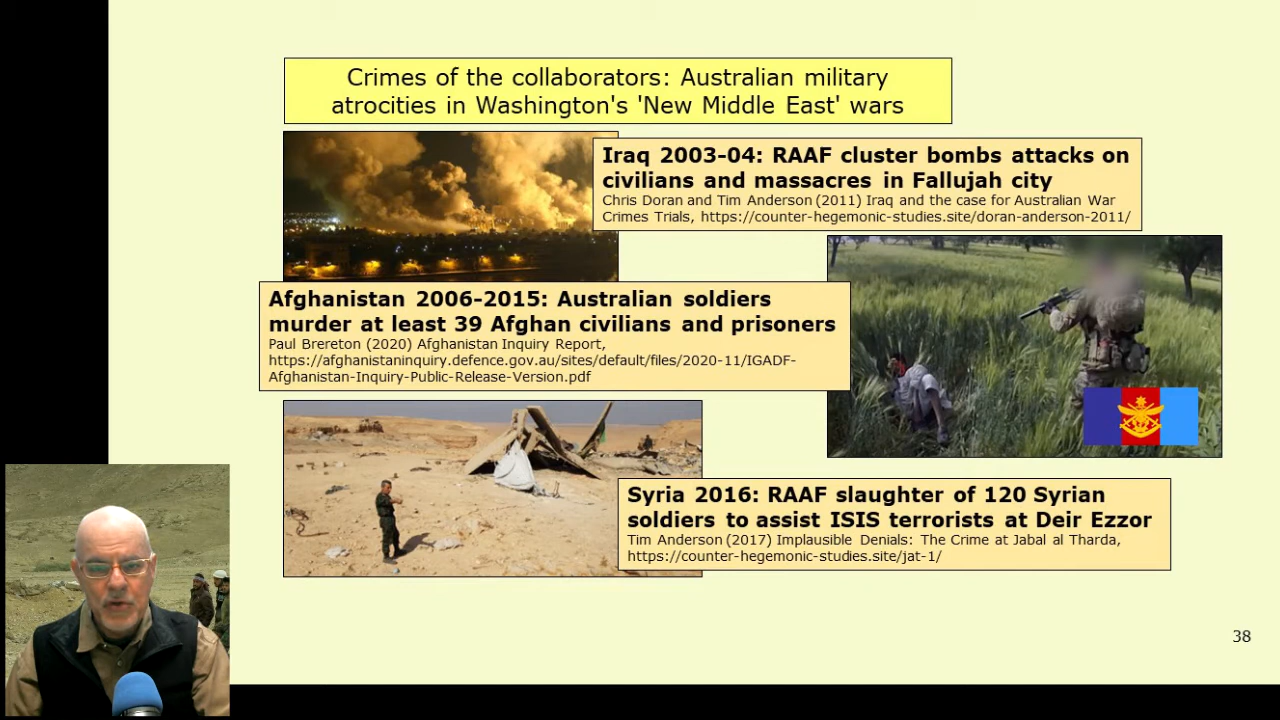 Crimes of the collaborators: Australian military
atrocities in Washington's 'New Middle East' wars
Iraq 2003-04: RAAF cluster bombs attacks on
civilians and massacres in Fallujah city
Chris Doran and Tim Anderson (2011) Iraq and the case for Australian War
Crimes Trials, https://counter-hegemonic-studies.site/doran-anderson-2011/
Afghanistan 2006-2015: Australian soldiers
murder at least 39 Afghan civilians and prisoners
Paul Brereton (2020) Afghanistan Inquiry Report,
https://afghanistaninquiry.defence.gov.au/sites/default/files/2020-11/IGADF-
Afghanistan-Inquiry-Public-Release-Version.pdf
Syria 2016: RAAF slaughter of 120 Syrian
soldiers to assist ISIS terrorists at Deir Ezzor
Tim Anderson (2017) Implausible Denials: The Crime at Jabal al Tharda,
https://counter-hegemonic-studies.site/jat-1/
38